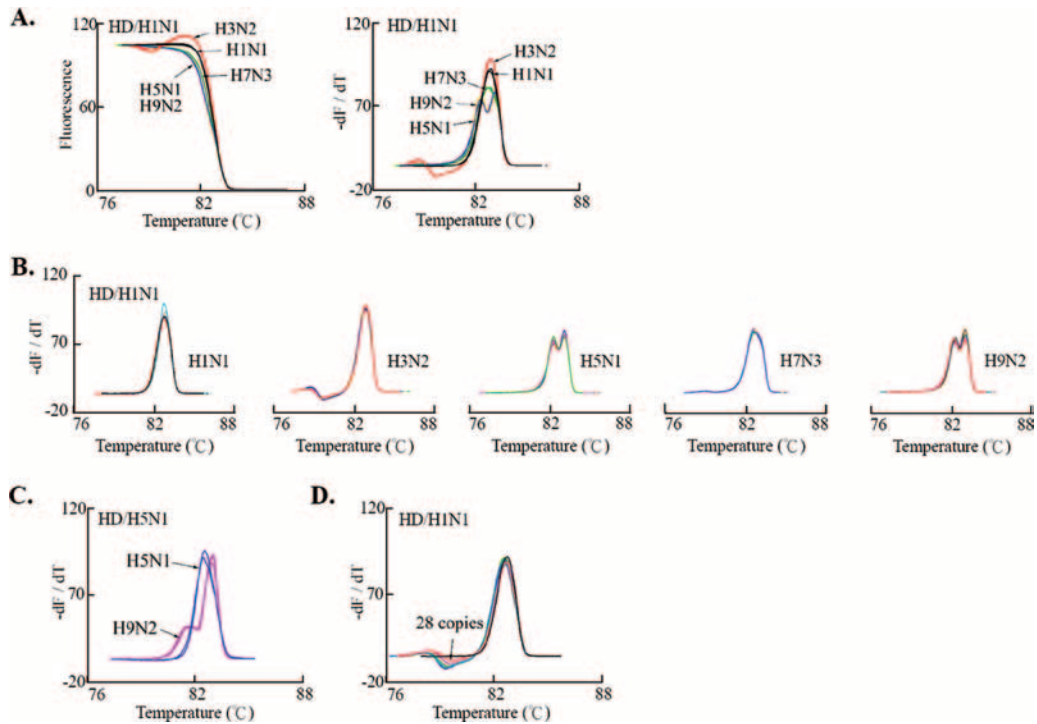 A.
120
HD/H1N1
H3N2
H1N1
H7N3
H5N1
H9N2
60
0
Fluorescence
76
82
88
Temperature (℃)
HD/H1N1
120
H3N2
H7N3
H1N1
H9N2
H5N1
70
-20
-dF / dT
76
82
88
Temperature (℃)
B.
120
HD/H1N1
70
-20
-dF / dT
H1N1
76
82
88
Temperature (℃)
H3N2
76
82
88
Temperature (℃)
H5N1
76
82
88
Temperature (℃)
H7N3
76
82
88
Temperature (℃)
H9N2
76
82
88
Temperature (℃)
C.
120
HD/H5N1
H5N1
70
H9N2
-20
-dF / dT
76
82
88
Temperature (℃)
D.
120
HD/H1N1
70
28 copies
-20
-dF / dT
76
82
88
Temperature (℃)